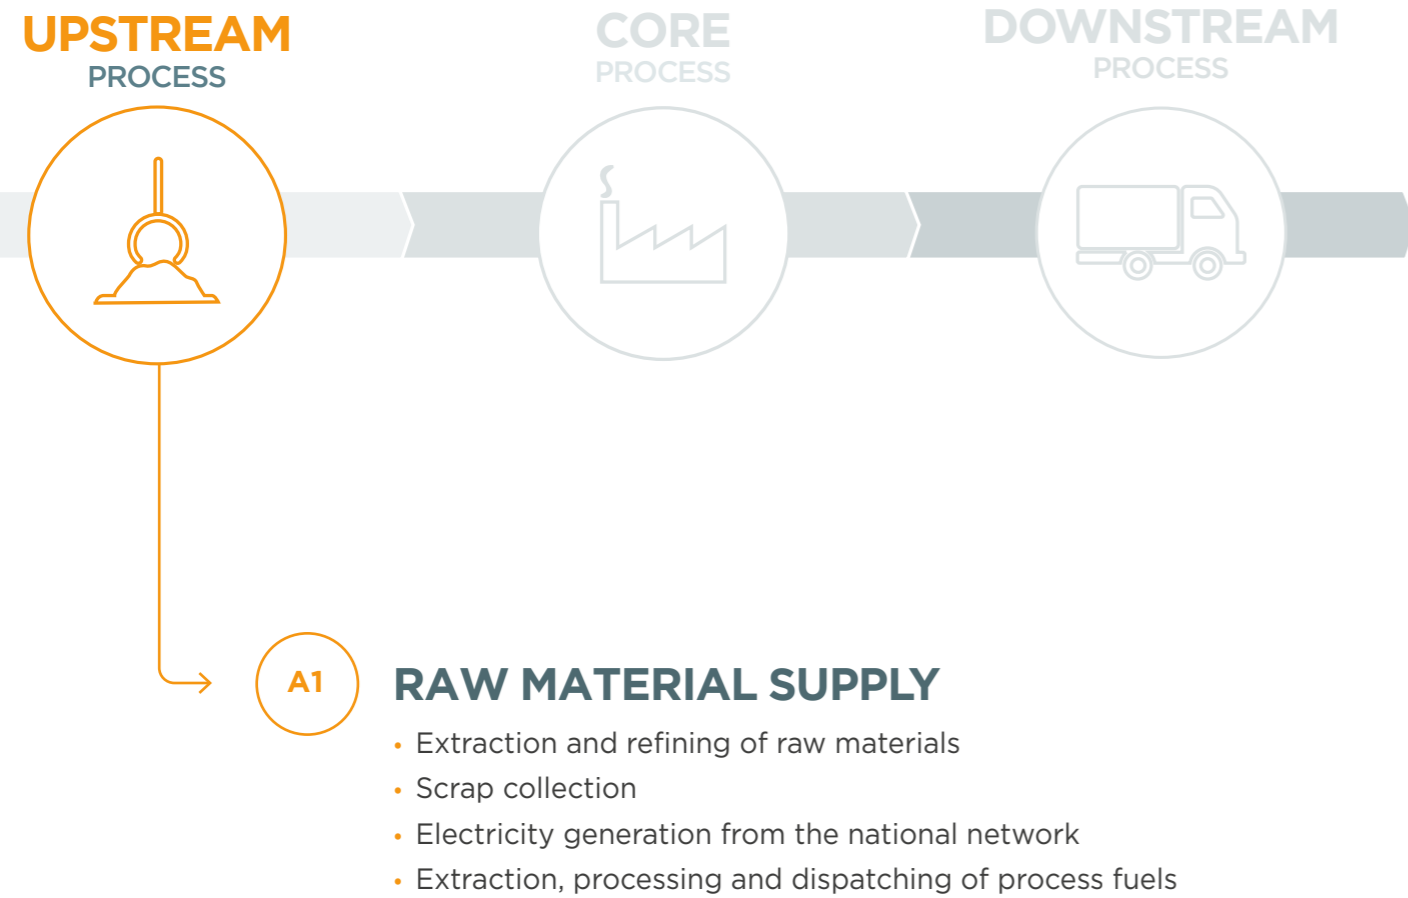 UPSTREAM
PROCESS
CORE
PROCESS
DOWNSTREAM
PROCESS
A1
RAW MATERIAL SUPPLY
• Extraction and refining of raw materials
• Scrap collection
• Electricity generation from the national network
• Extraction, processing and dispatching of process fuels